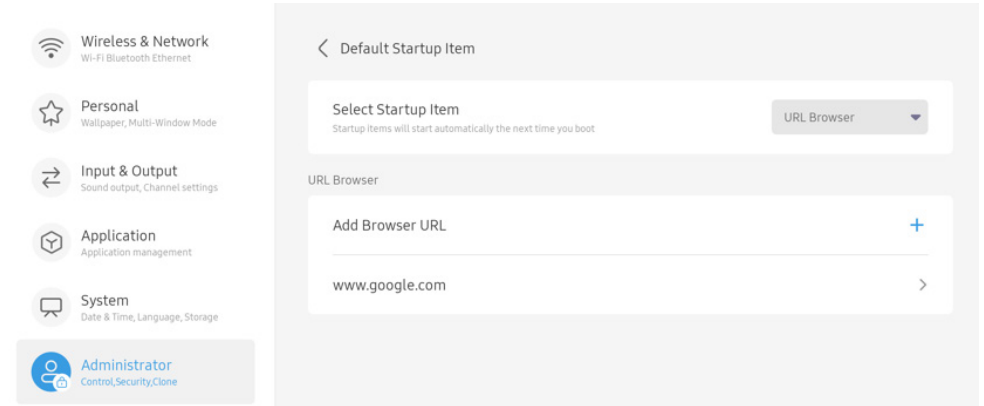 Wireless & Network
Wi-Fi Bluetooth Ethernet
Personal
Wallpaper, Multi-Window Mode
Input & Output
Sound output, Channel settings
Application
Application management
System
Date & Time, Language, Storage
Administrator
Control,Security,Clone
Default Startup Item
Select Startup Item
Startup items will start automatically the next time you boot
URL Browser
URL Browser
Add Browser URL
www.google.com